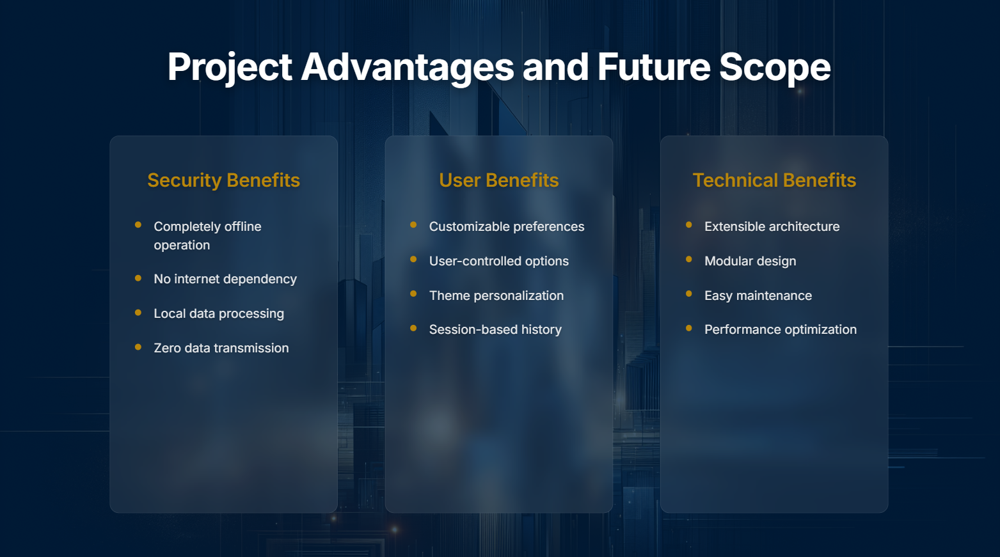 Project Advantages and Future Scope
Security Benefits
Completely offline
operation
No internet dependency
Local data processing
Zero data transmission
User Benefits
Customizable preferences
User-controlled options
Theme personalization
Session-based history
Technical Benefits
Extensible architecture
Modular design
Easy maintenance
Performance optimization